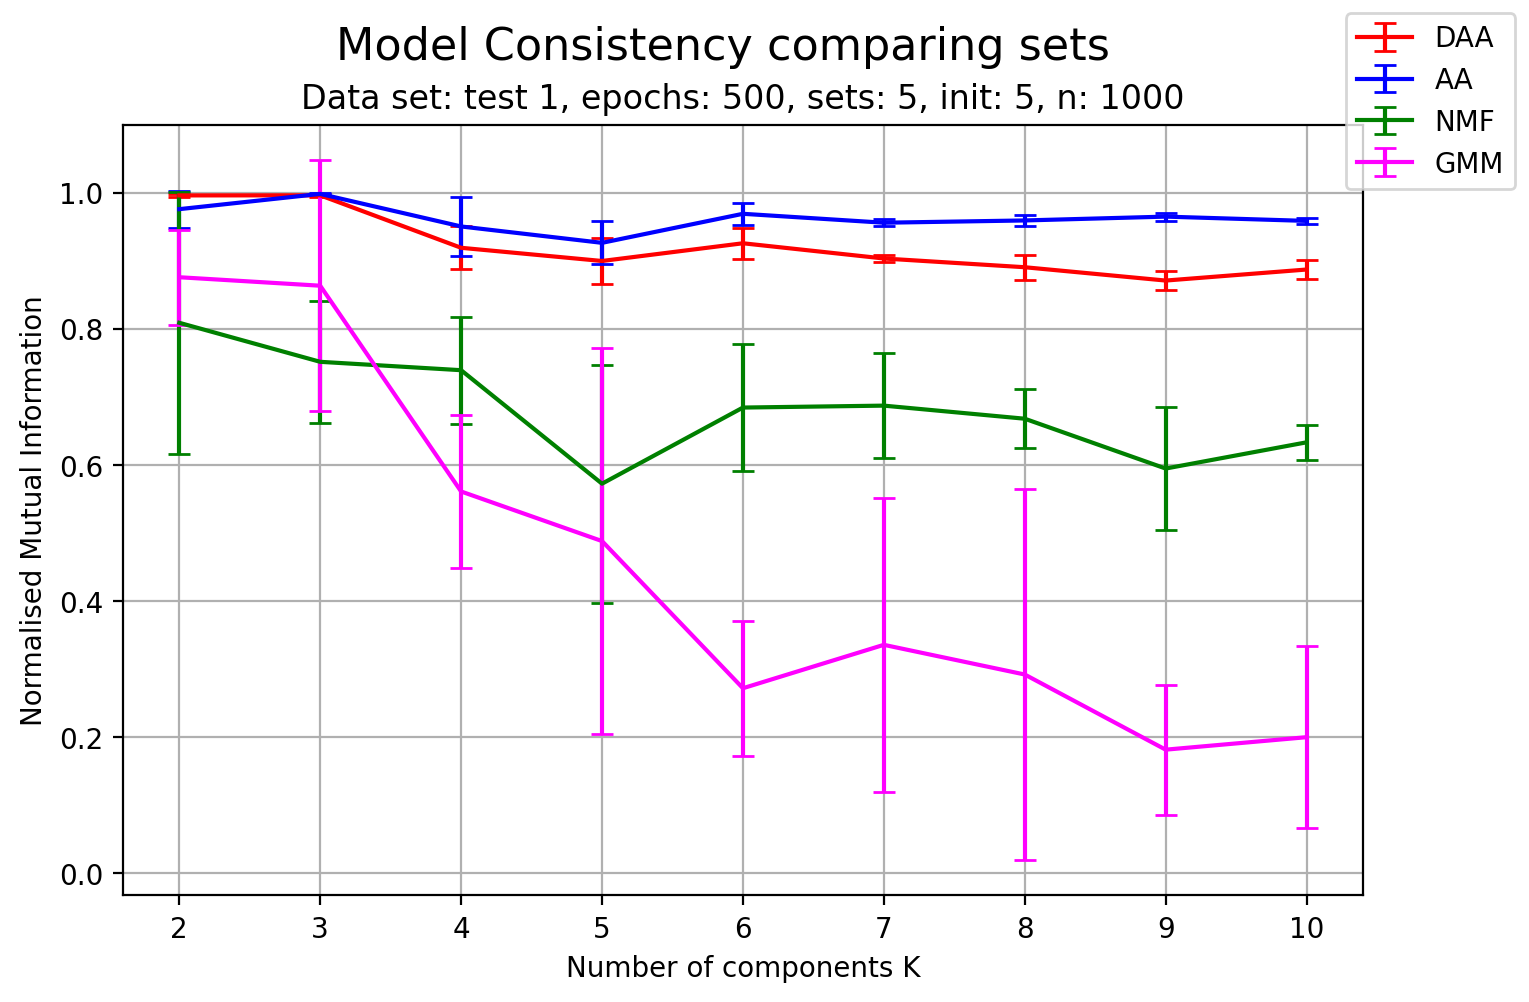 Model Consistency comparing sets
Data set: test 1, epochs: 500, sets: 5, init: 5, n: 1000
DAA
AA
NMF
GMM
Normalised Mutual Information
1.0
0.8
0.6
0.4
0.2
0.0
2 3 4 5 6 7 8 9 10
Number of components K